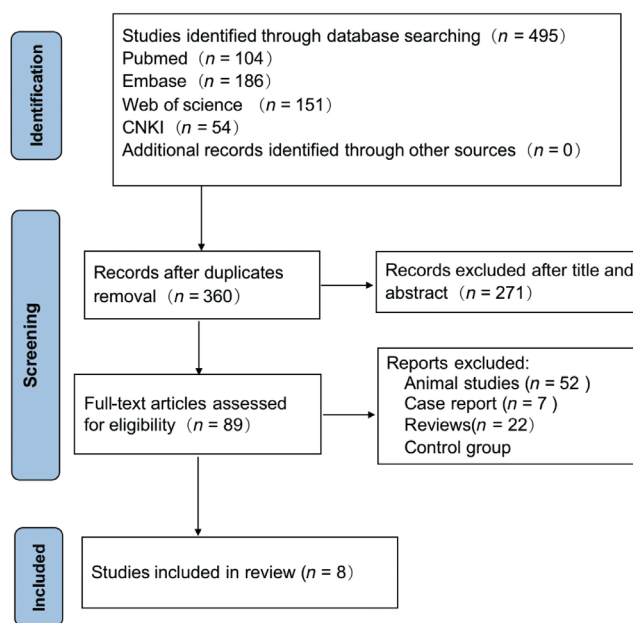 Identification
Studies identified through database searching (n = 495)
Pubmed (n = 104)
Embase (n = 186)
Web of science (n = 151)
CNKI (n = 54)
Additional records identified through other sources (n = 0)
Screening
Records after duplicates
removal (n = 360)
Records excluded after title and
abstract (n = 271)
Full-text articles assessed
for eligibility (n = 89)
Reports excluded:
Animal studies (n = 52 )
Case report (n = 7 )
Reviews(n = 22)
Control group
Included
Studies included in review (n = 8)